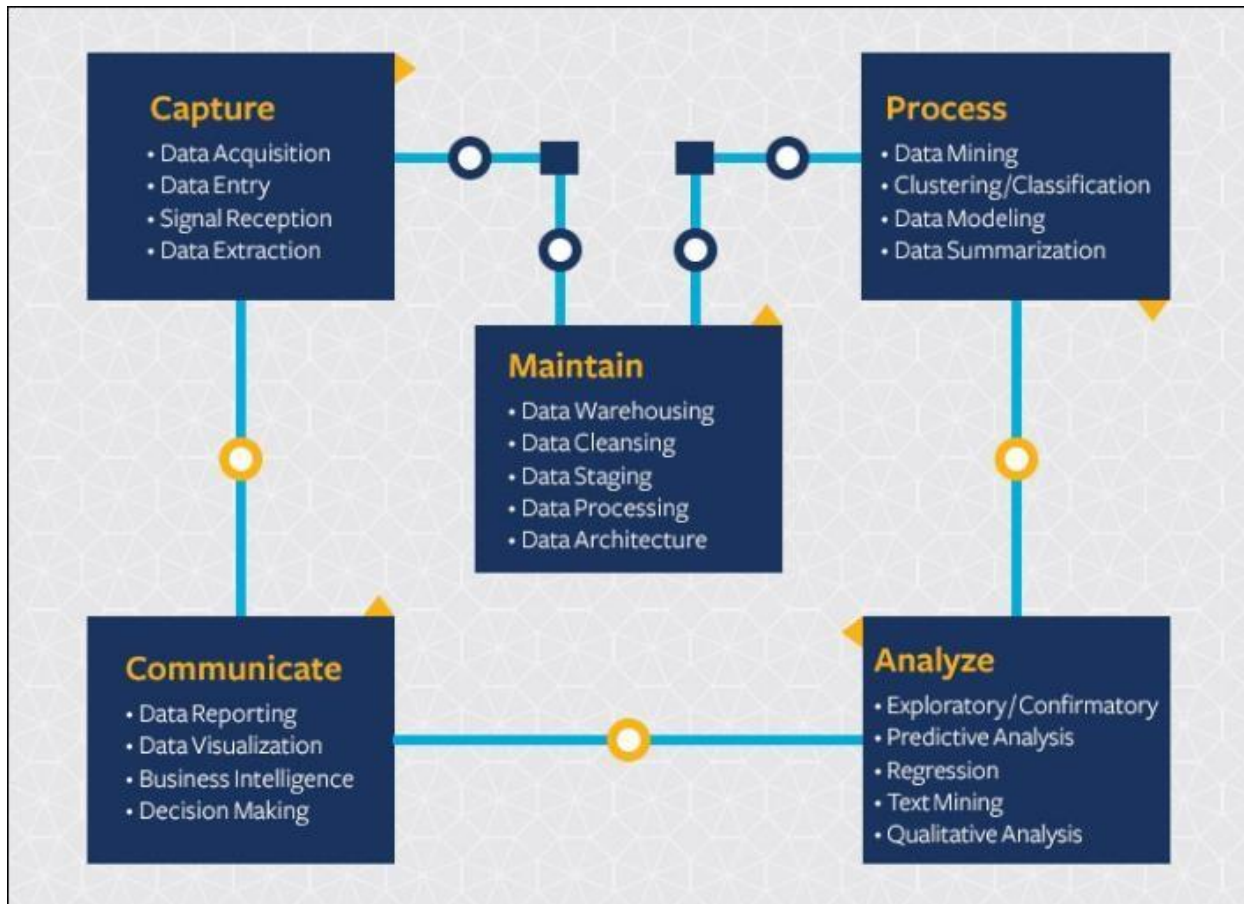 Capture
• Data Acquisition
• Data Entry
• Signal Reception
• Data Extraction
Process
• Data Mining
• Clustering/Classification
• Data Modeling
• Data Summarization
Maintain
• Data Warehousing
• Data Cleansing
• Data Staging
• Data Processing
• Data Architecture
Communicate
• Data Reporting
• Data Visualization
• Business Intelligence
• Decision Making
Analyze
• Exploratory/Confirmatory
• Predictive Analysis
• Regression
• Text Mining
• Qualitative Analysis